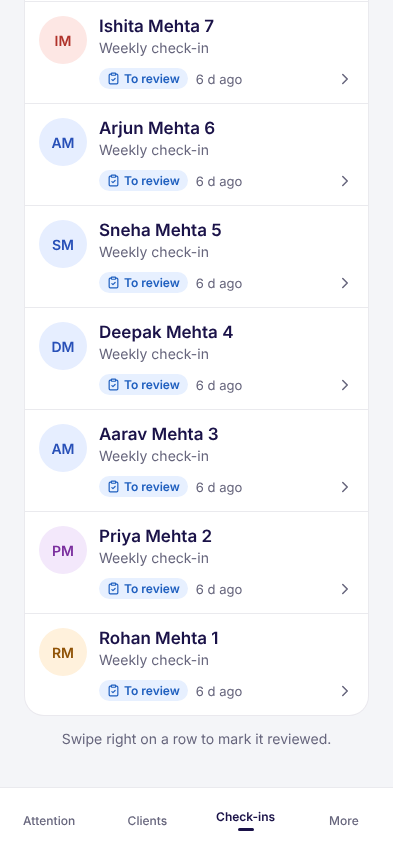 IM
Ishita Mehta 7
Weekly check-in
To review 6 d ago
AM
Arjun Mehta 6
Weekly check-in
To review 6 d ago
SM
Sneha Mehta 5
Weekly check-in
To review 6 d ago
DM
Deepak Mehta 4
Weekly check-in
To review 6 d ago
AM
Aarav Mehta 3
Weekly check-in
To review 6 d ago
PM
Priya Mehta 2
Weekly check-in
To review 6 d ago
RM
Rohan Mehta 1
Weekly check-in
To review 6 d ago
Swipe right on a row to mark it reviewed.
Attention Clients Check-ins More